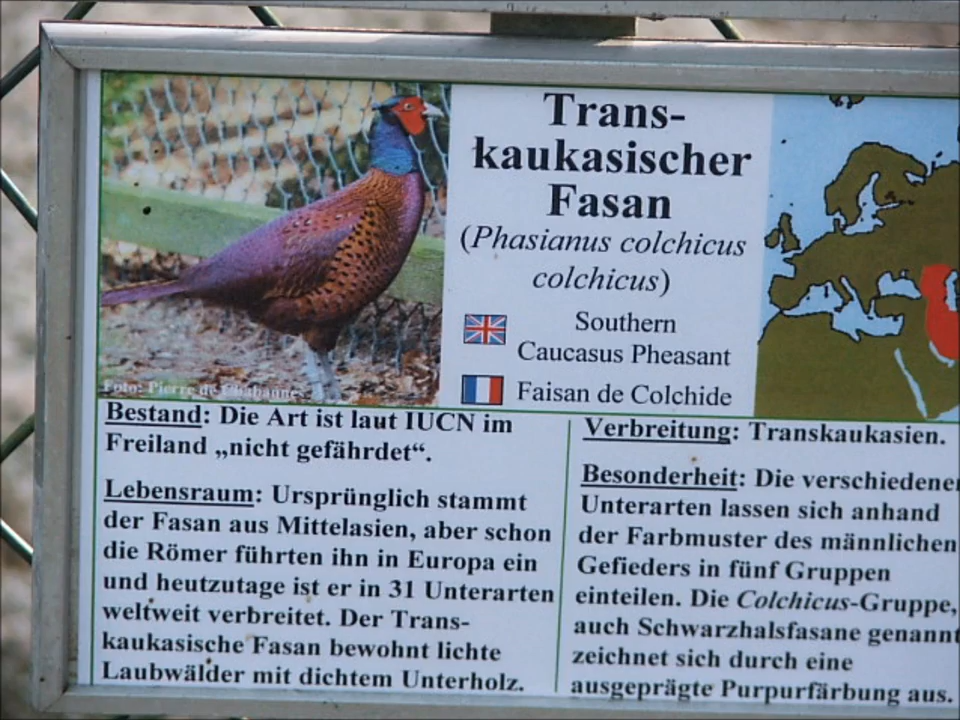 Trans-
kaukasischer
Fasan
(Phasianus colchicus
colchicus)
Southern
Caucasus Pheasant
Faisan de Colchide
Foto: Pierre de Chabannes
Bestand: Die Art ist laut IUCN im
Freiland „nicht gefährdet“.
Lebensraum: Ursprünglich stammt
der Fasan aus Mittelasien, aber schon
die Römer führten ihn in Europa ein
und heutzutage ist er in 31 Unterarten
weltweit verbreitet. Der Trans-
kaukasische Fasan bewohnt lichte
Laubwälder mit dichtem Unterholz.
Verbreitung: Transkaukasien.
Besonderheit: Die verschiedenen
Unterarten lassen sich anhand
der Farbmuster des männlichen
Gefieders in fünf Gruppen
einteilen. Die Colchicus-Gruppe,
auch Schwarzhalsfasane genannt
zeichnet sich durch eine
ausgeprägte Purpurfärbung aus.